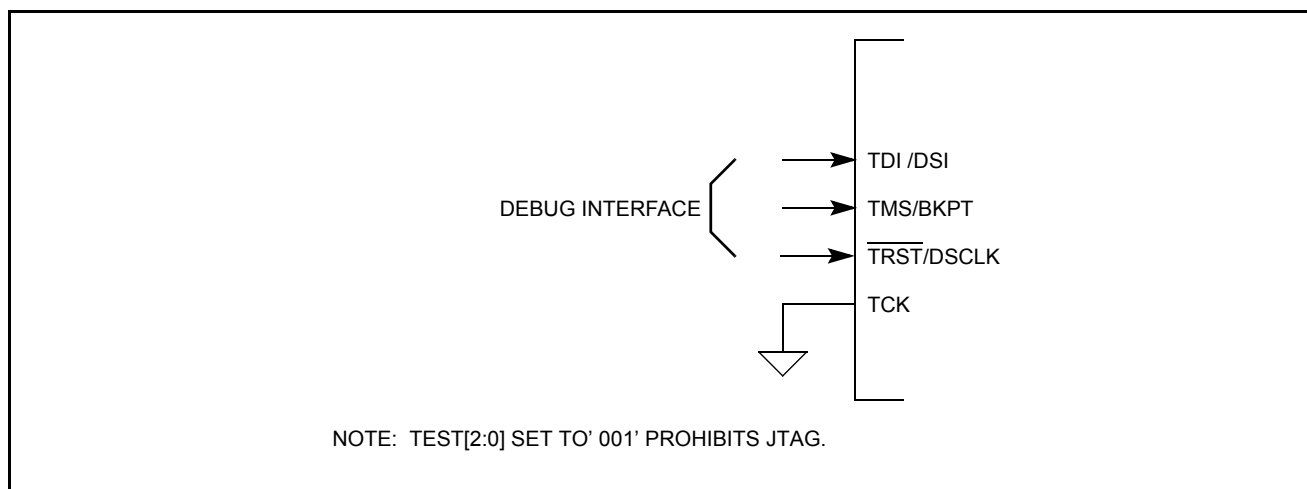 TDI /DSI
DEBUG INTERFACE
TMS/BKPT
TRST/DSCLK
TCK
NOTE: TEST[2:0] SET TO' 001' PROHIBITS JTAG.